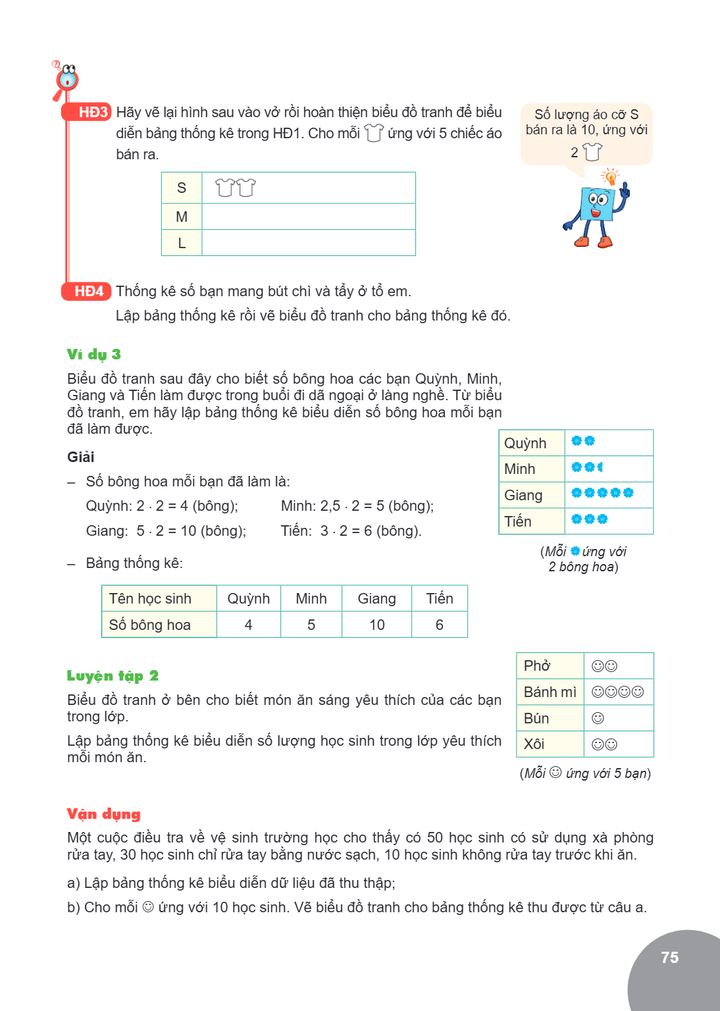 HĐ3 Hãy vẽ lại hình sau vào vở rồi hoàn thiện biểu đồ tranh để biểu
diễn bảng thống kê trong HĐ1. Cho mỗi ứng với 5 chiếc áo
bán ra.
Số lượng áo cỡ S
bán ra là 10, ứng với
2
S
M
L
HĐ4 Thống kê số bạn mang bút chì và tẩy ở tổ em.
Lập bảng thống kê rồi vẽ biểu đồ tranh cho bảng thống kê đó.
Ví dụ 3
Biểu đồ tranh sau đây cho biết số bông hoa các bạn Quỳnh, Minh,
Giang và Tiến làm được trong buổi đi dã ngoại ở làng nghề. Từ biểu
đồ tranh, em hãy lập bảng thống kê biểu diễn số bông hoa mỗi bạn
đã làm được.
Quỳnh
Minh
Giang
Tiến
(Mỗi ứng với
2 bông hoa)
Giải
– Số bông hoa mỗi bạn đã làm là:
Quỳnh: 2 · 2 = 4 (bông); Minh: 2,5 · 2 = 5 (bông);
Giang: 5 · 2 = 10 (bông); Tiến: 3 · 2 = 6 (bông).
– Bảng thống kê:
Tên học sinh Quỳnh Minh Giang Tiến
Số bông hoa 4 5 10 6
Luyện tập 2
Biểu đồ tranh ở bên cho biết món ăn sáng yêu thích của các bạn
trong lớp.
Lập bảng thống kê biểu diễn số lượng học sinh trong lớp yêu thích
mỗi món ăn.
Phở ☺☺
Bánh mì ☺☺☺☺
Bún ☺
Xôi ☺☺
(Mỗi ☺ ứng với 5 bạn)
Vận dụng
Một cuộc điều tra về vệ sinh trường học cho thấy có 50 học sinh có sử dụng xà phòng
rửa tay, 30 học sinh chỉ rửa tay bằng nước sạch, 10 học sinh không rửa tay trước khi ăn.
a) Lập bảng thống kê biểu diễn dữ liệu đã thu thập;
b) Cho mỗi ☺ ứng với 10 học sinh. Vẽ biểu đồ tranh cho bảng thống kê thu được từ câu a.
75